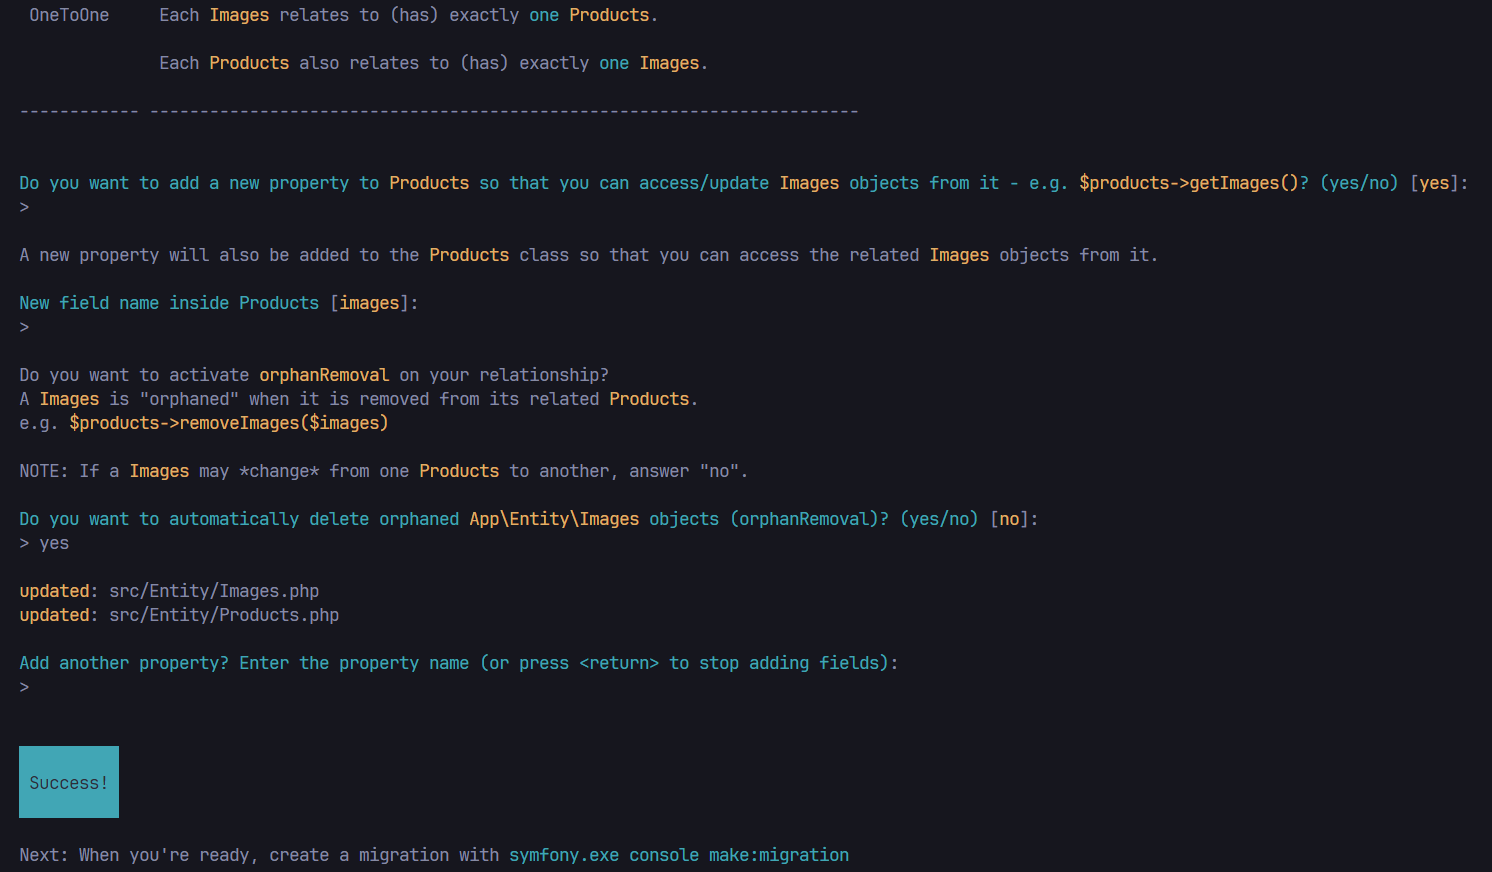 OneToOne     Each Images relates to (has) exactly one Products.
Each Products also relates to (has) exactly one Images.
------------ -----------------------------------------------------------------------
Do you want to add a new property to Products so that you can access/update Images objects from it - e.g. $products->getImages()? (yes/no) [yes]:
>
A new property will also be added to the Products class so that you can access the related Images objects from it.
New field name inside Products [images]:
>
Do you want to activate orphanRemoval on your relationship?
A Images is "orphaned" when it is removed from its related Products.
e.g. $products->removeImages($images)
NOTE: If a Images may *change* from one Products to another, answer "no".
Do you want to automatically delete orphaned App\Entity\Images objects (orphanRemoval)? (yes/no) [no]:
> yes
updated: src/Entity/Images.php
updated: src/Entity/Products.php
Add another property? Enter the property name (or press <return> to stop adding fields):
>
Success!
Next: When you're ready, create a migration with symfony.exe console make:migration